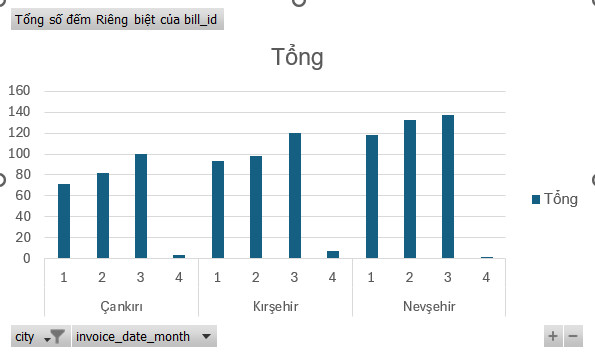 Tổng số đếm Riêng biệt của bill_id
Tổng
160
140
120
100
80
60
40
20
0
1 2 3 4 1 2 3 4 1 2 3 4
Çankırı Kırşehir Nevşehir
Tổng
city invoice_date_month
+ −